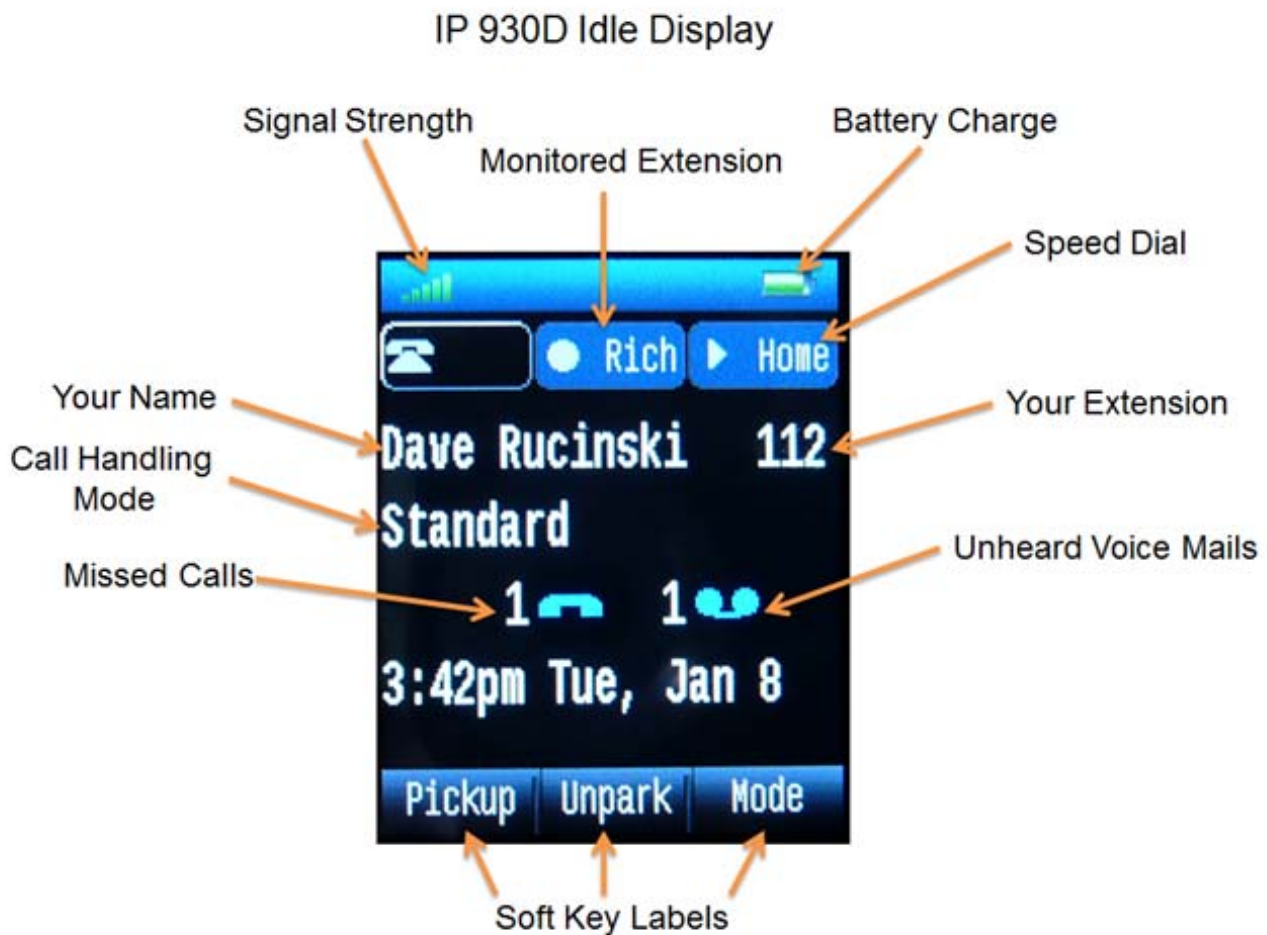 IP 930D Idle Display
Signal Strength
Battery Charge
Monitored Extension
Speed Dial
Rich
Home
Your Name
Your Extension
Dave Rucinski 112
Call Handling
Mode
Standard
Missed Calls
Unheard Voice Mails
1 1
3:42pm Tue, Jan 8
Pickup Unpark Mode
Soft Key Labels